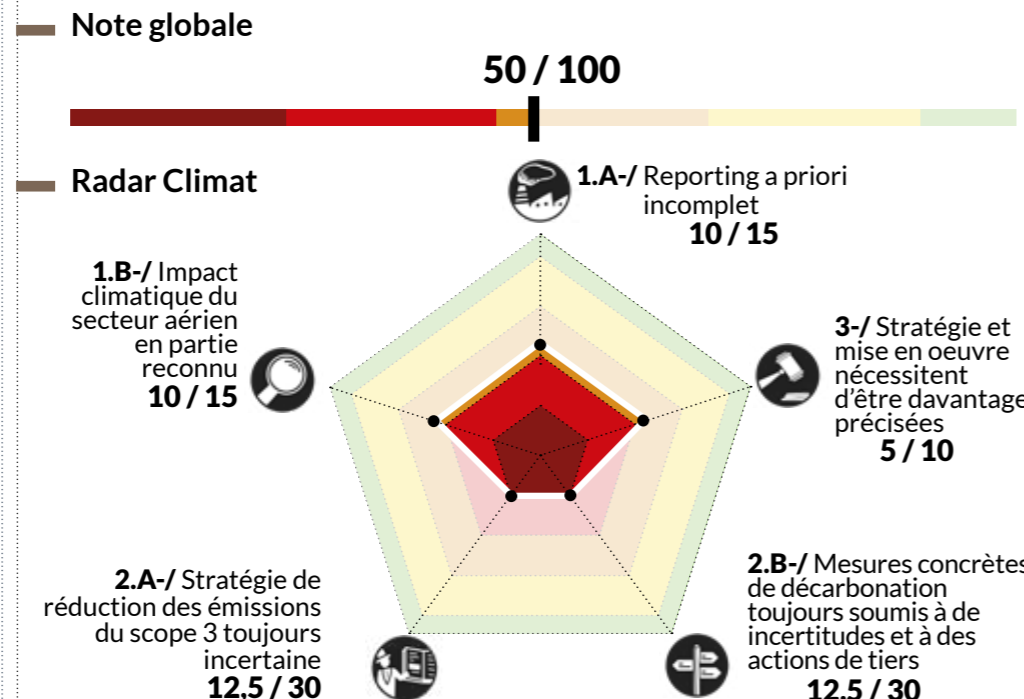 Note globale
50 / 100
Radar Climat
1.A-/ Reporting a priori
incomplet
10 / 15
1.B-/ Impact
climatique du
secteur aérien
en partie
reconnu
10 / 15
3-/ Stratégie et
mise en oeuvre
nécessitent
d'être davantage
précisées
5 / 10
2.A-/ Stratégie de
réduction des émissions
du scope 3 toujours
incertaine
12,5 / 30
2.B-/ Mesures concrètes
de décarbonation
toujours soumis à de
incertitudes et à des
actions de tiers
12,5 / 30